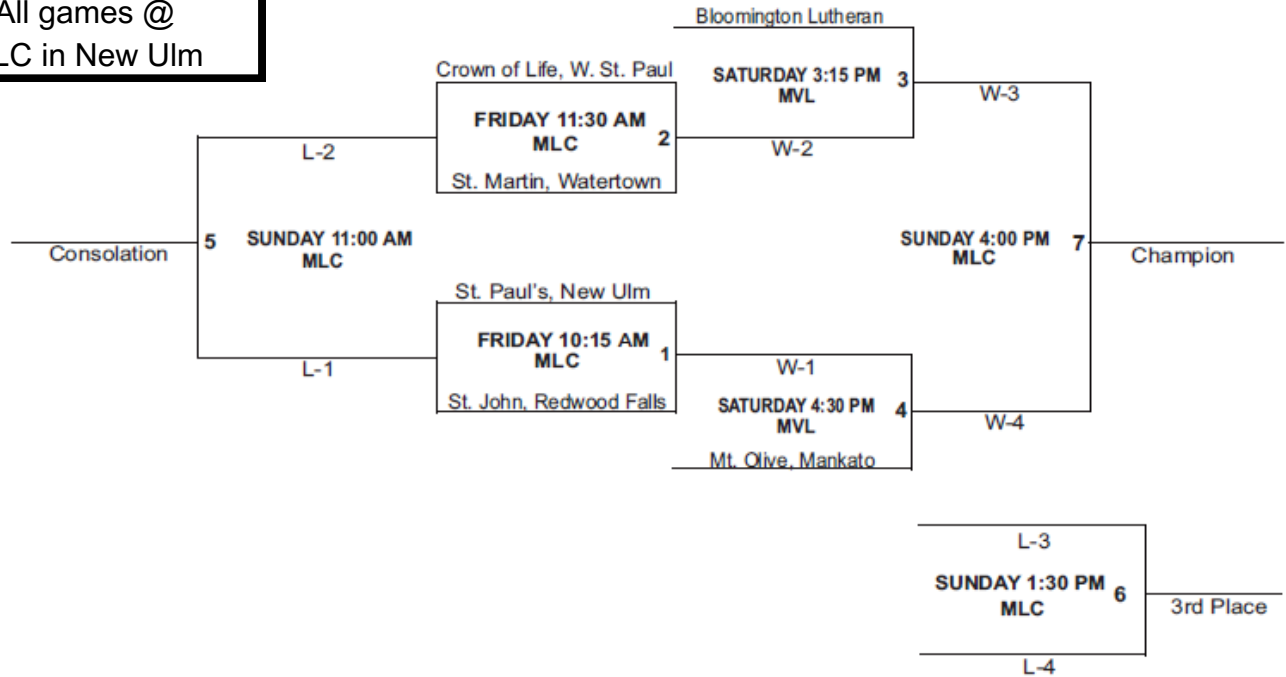 All games @
LC in New Ulm
Bloomington Lutheran
Crown of Life, W. St. Paul
SATURDAY 3:15 PM 3
MVL
W-3
FRIDAY 11:30 AM
MLC 2
L-2
W-2
St. Martin, Watertown
5 SUNDAY 11:00 AM
MLC
Consolation
SUNDAY 4:00 PM 7
MLC
Champion
St. Paul's, New Ulm
FRIDAY 10:15 AM 1
MLC
L-1
W-1
St. John, Redwood Falls
SATURDAY 4:30 PM 4
MVL
W-4
Mt. Olive, Mankato
L-3
SUNDAY 1:30 PM 6
MLC
3rd Place
L-4